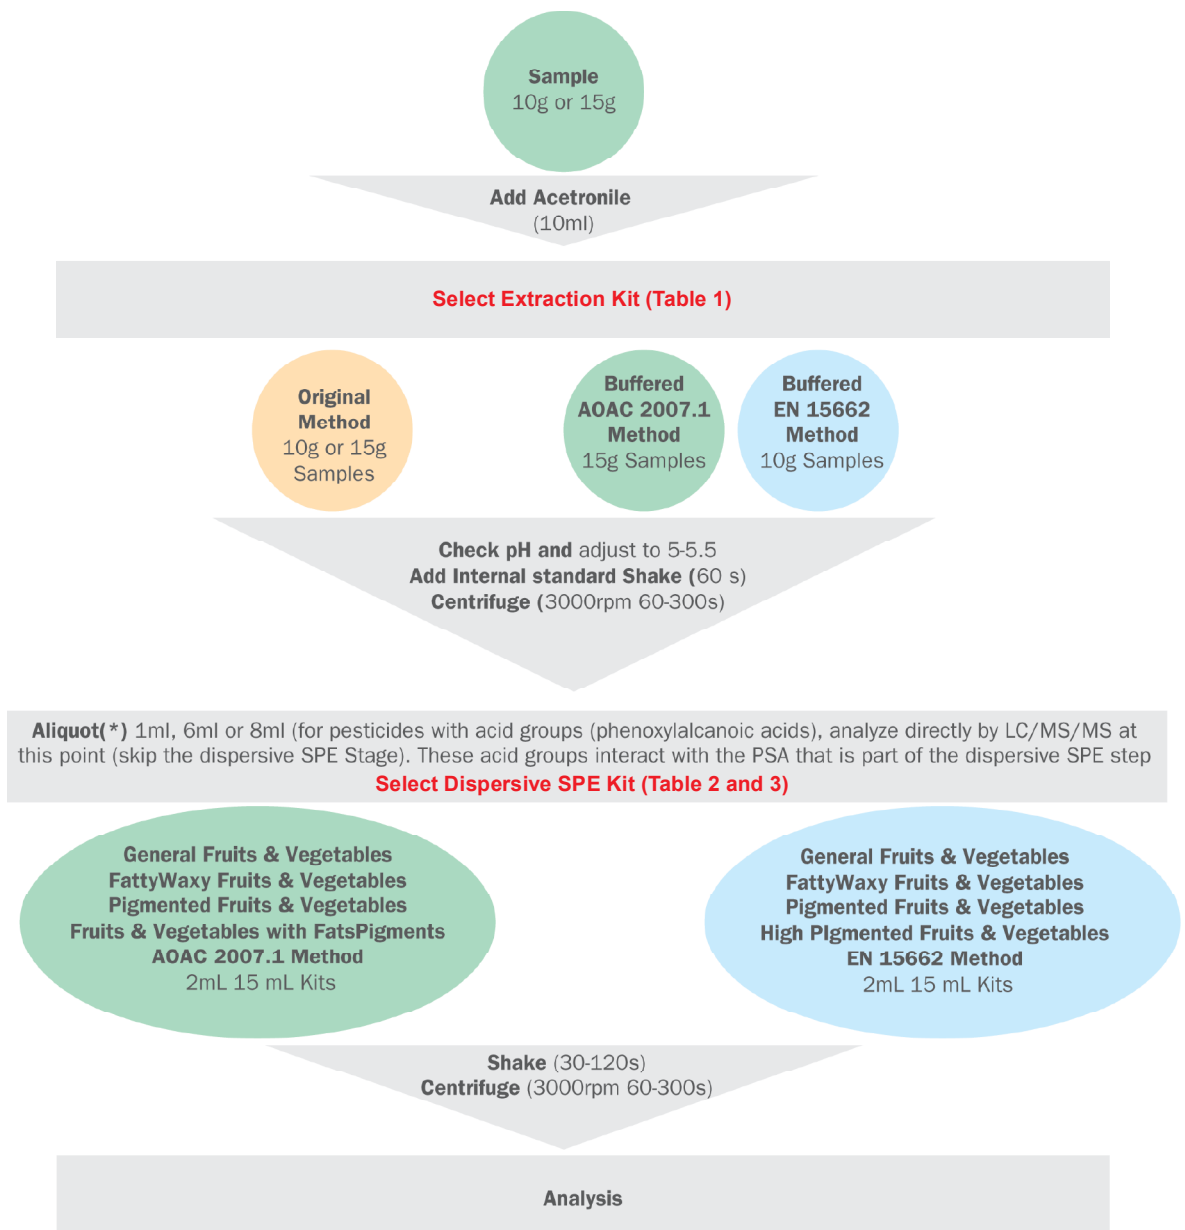 Sample
10g or 15g
Add Acetronile
(10ml)
Select Extraction Kit (Table 1)
Original
Method
10g or 15g
Samples
Buffered
AOAC 2007.1
Method
15g Samples
Buffered
EN 15662
Method
10g Samples
Check pH and adjust to 5-5.5
Add Internal standard Shake (60 s)
Centrifuge (3000rpm 60-300s)
Aliquot(*) 1ml, 6ml or 8ml (for pesticides with acid groups (phenoxylalcanoic acids), analyze directly by LC/MS/MS at
this point (skip the dispersive SPE Stage). These acid groups interact with the PSA that is part of the dispersive SPE step
Select Dispersive SPE Kit (Table 2 and 3)
General Fruits & Vegetables
FattyWaxy Fruits & Vegetables
Pigmented Fruits & Vegetables
Fruits & Vegetables with FatsPigments
AOAC 2007.1 Method
2mL 15 mL Kits
General Fruits & Vegetables
FattyWaxy Fruits & Vegetables
Pigmented Fruits & Vegetables
High PIgmented Fruits & Vegetables
EN 15662 Method
2mL 15 mL Kits
Shake (30-120s)
Centrifuge (3000rpm 60-300s)
Analysis